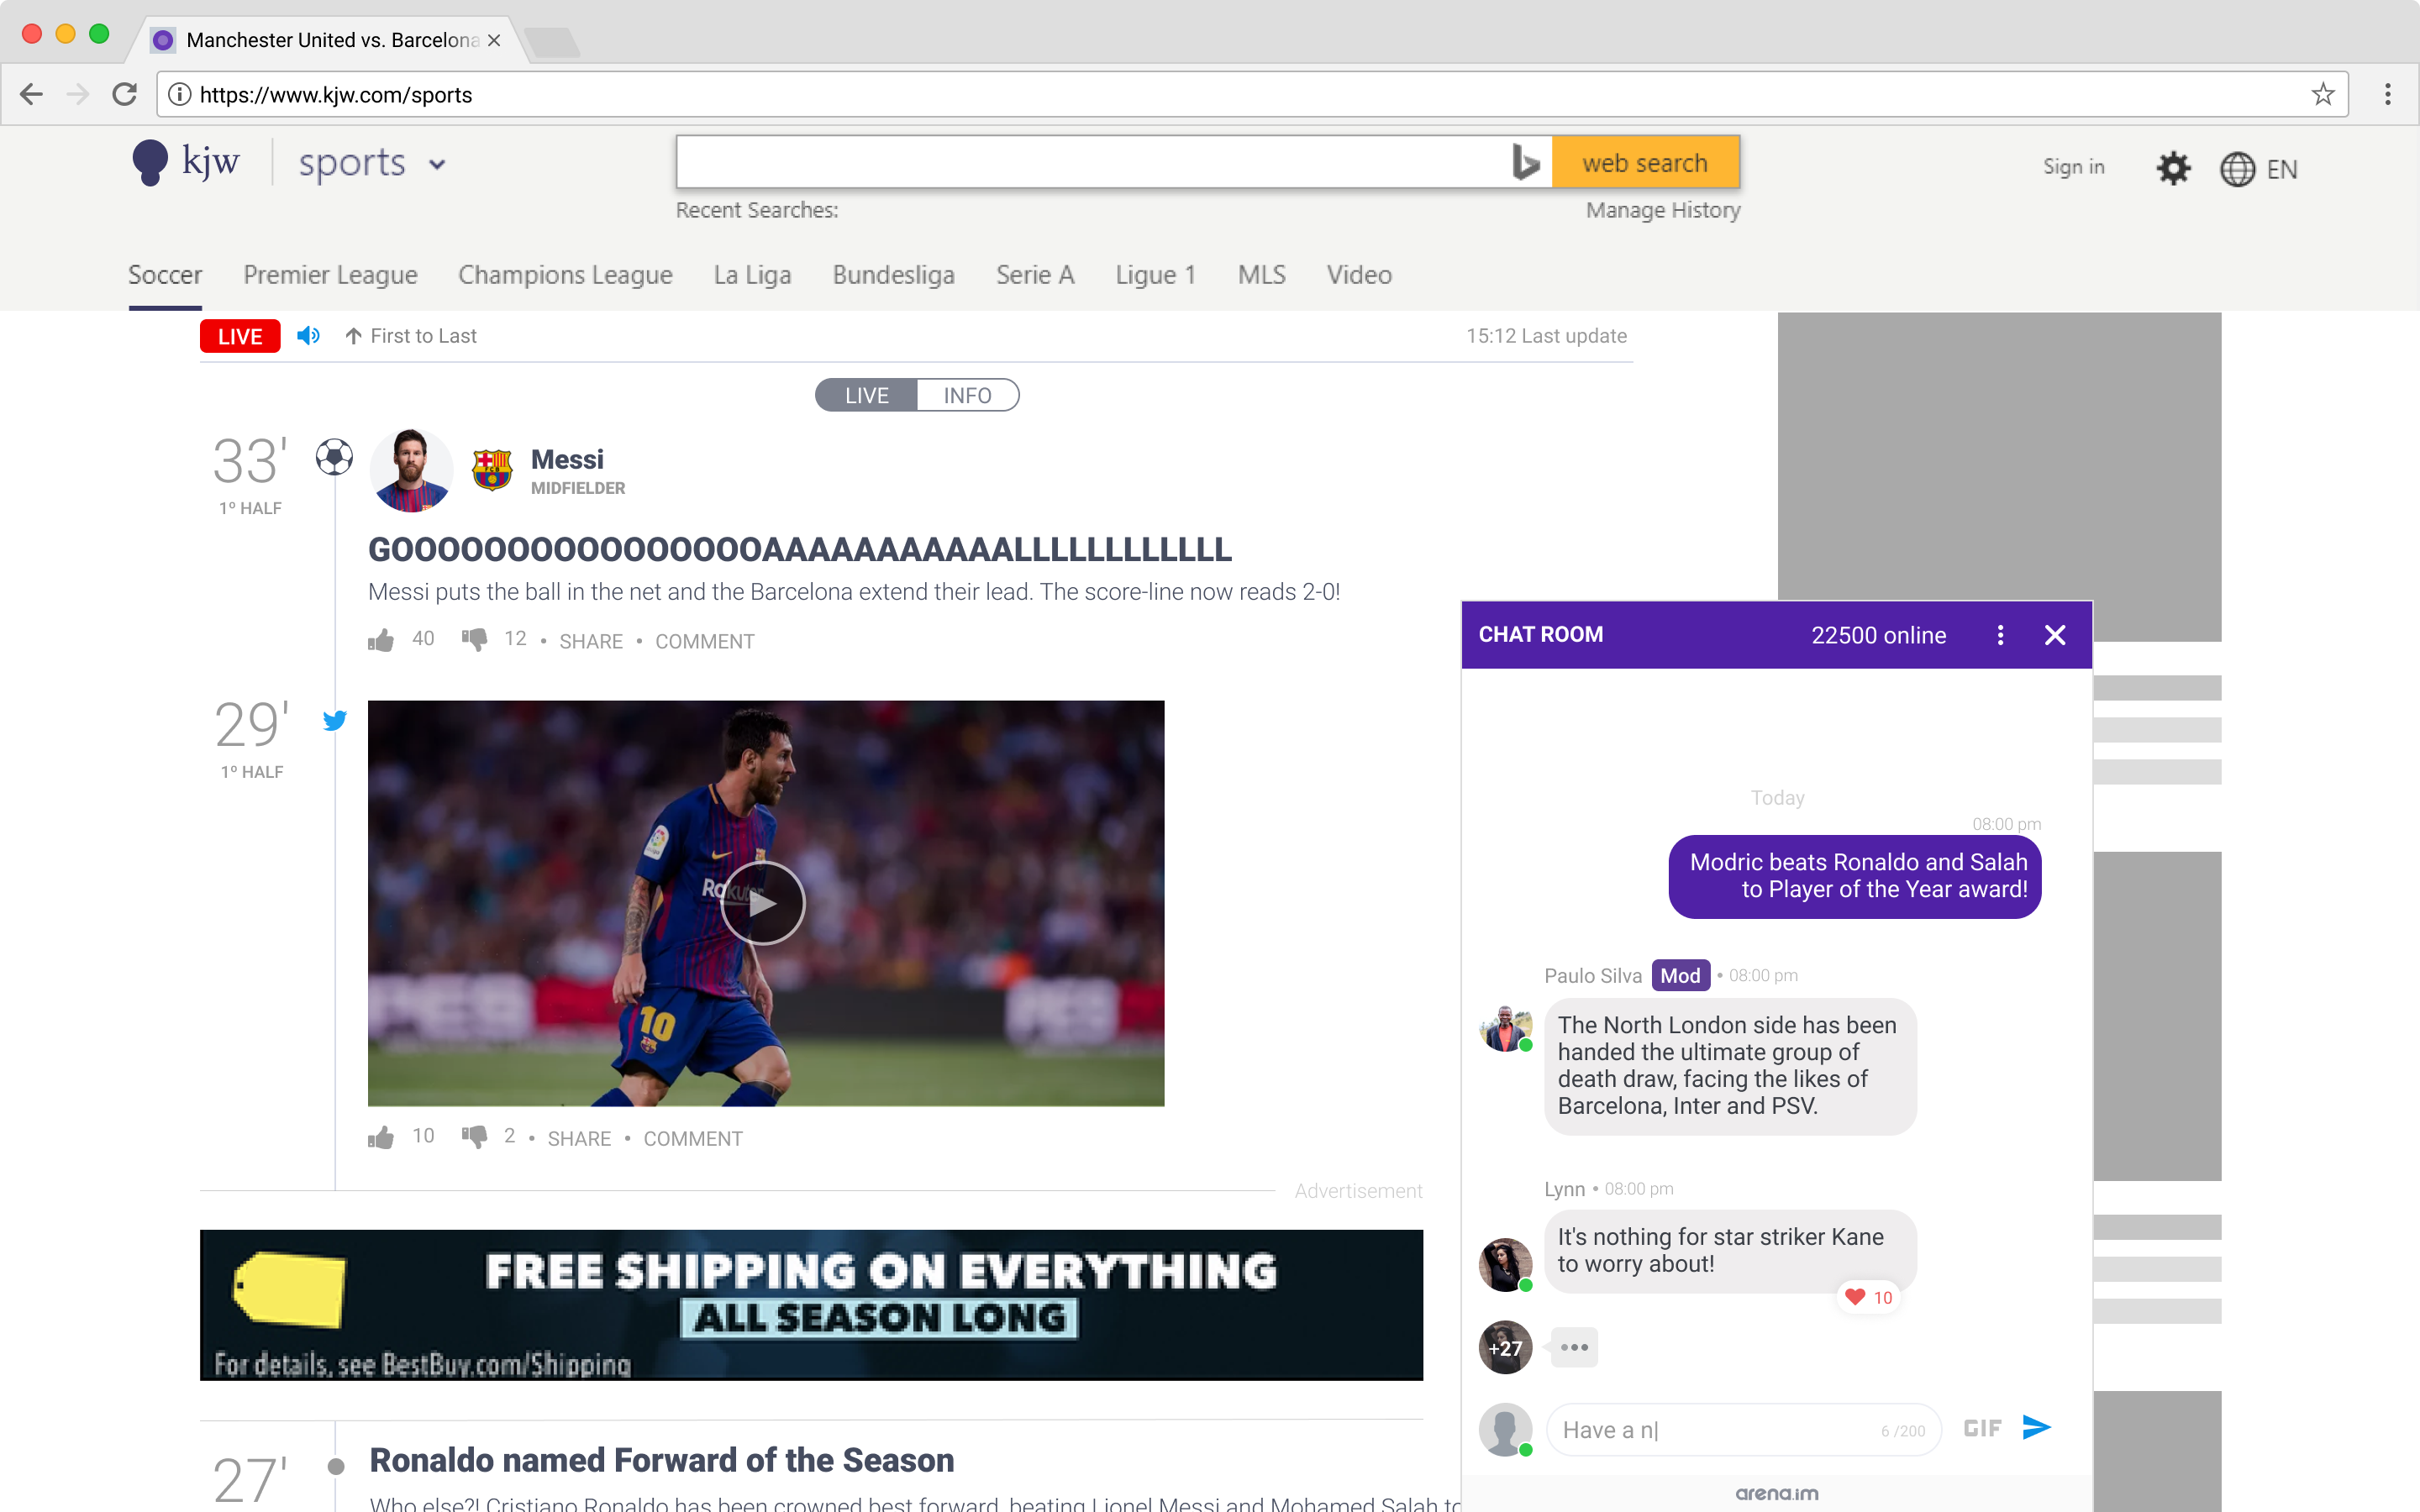 Manchester United vs. Barcelona
https://www.kjw.com/sports
kjw
sports
web search
Sign in
EN
Recent Searches:
Manage History
Soccer
Premier League
Champions League
La Liga
Bundesliga
Serie A
Ligue 1
MLS
Video
LIVE
First to Last
15:12 Last update
LIVE
INFO
33'
1º HALF
Messi
MIDFIELDER
GOOOOOOOOOOOOOOOOAAAAAAAAAAALLLLLLLLLLLL
Messi puts the ball in the net and the Barcelona extend their lead. The score-line now reads 2-0!
40
12 • SHARE • COMMENT
29'
1º HALF
Rakuten
10
10
2 • SHARE • COMMENT
Advertisement
FREE SHIPPING ON EVERYTHING
ALL SEASON LONG
For details, see BestBuy.com/Shipping
27'
Ronaldo named Forward of the Season
Who else?! Cristiano Ronaldo has been crowned best forward, beating Lionel Messi and Mohamed Salah to
CHAT ROOM
22500 online
Today
08:00 pm
Modric beats Ronaldo and Salah
to Player of the Year award!
Paulo Silva Mod • 08:00 pm
The North London side has been
handed the ultimate group of
death draw, facing the likes of
Barcelona, Inter and PSV.
Lynn • 08:00 pm
It's nothing for star striker Kane
to worry about!
10
+27
Have a n
6 /200
GIF
arena.im